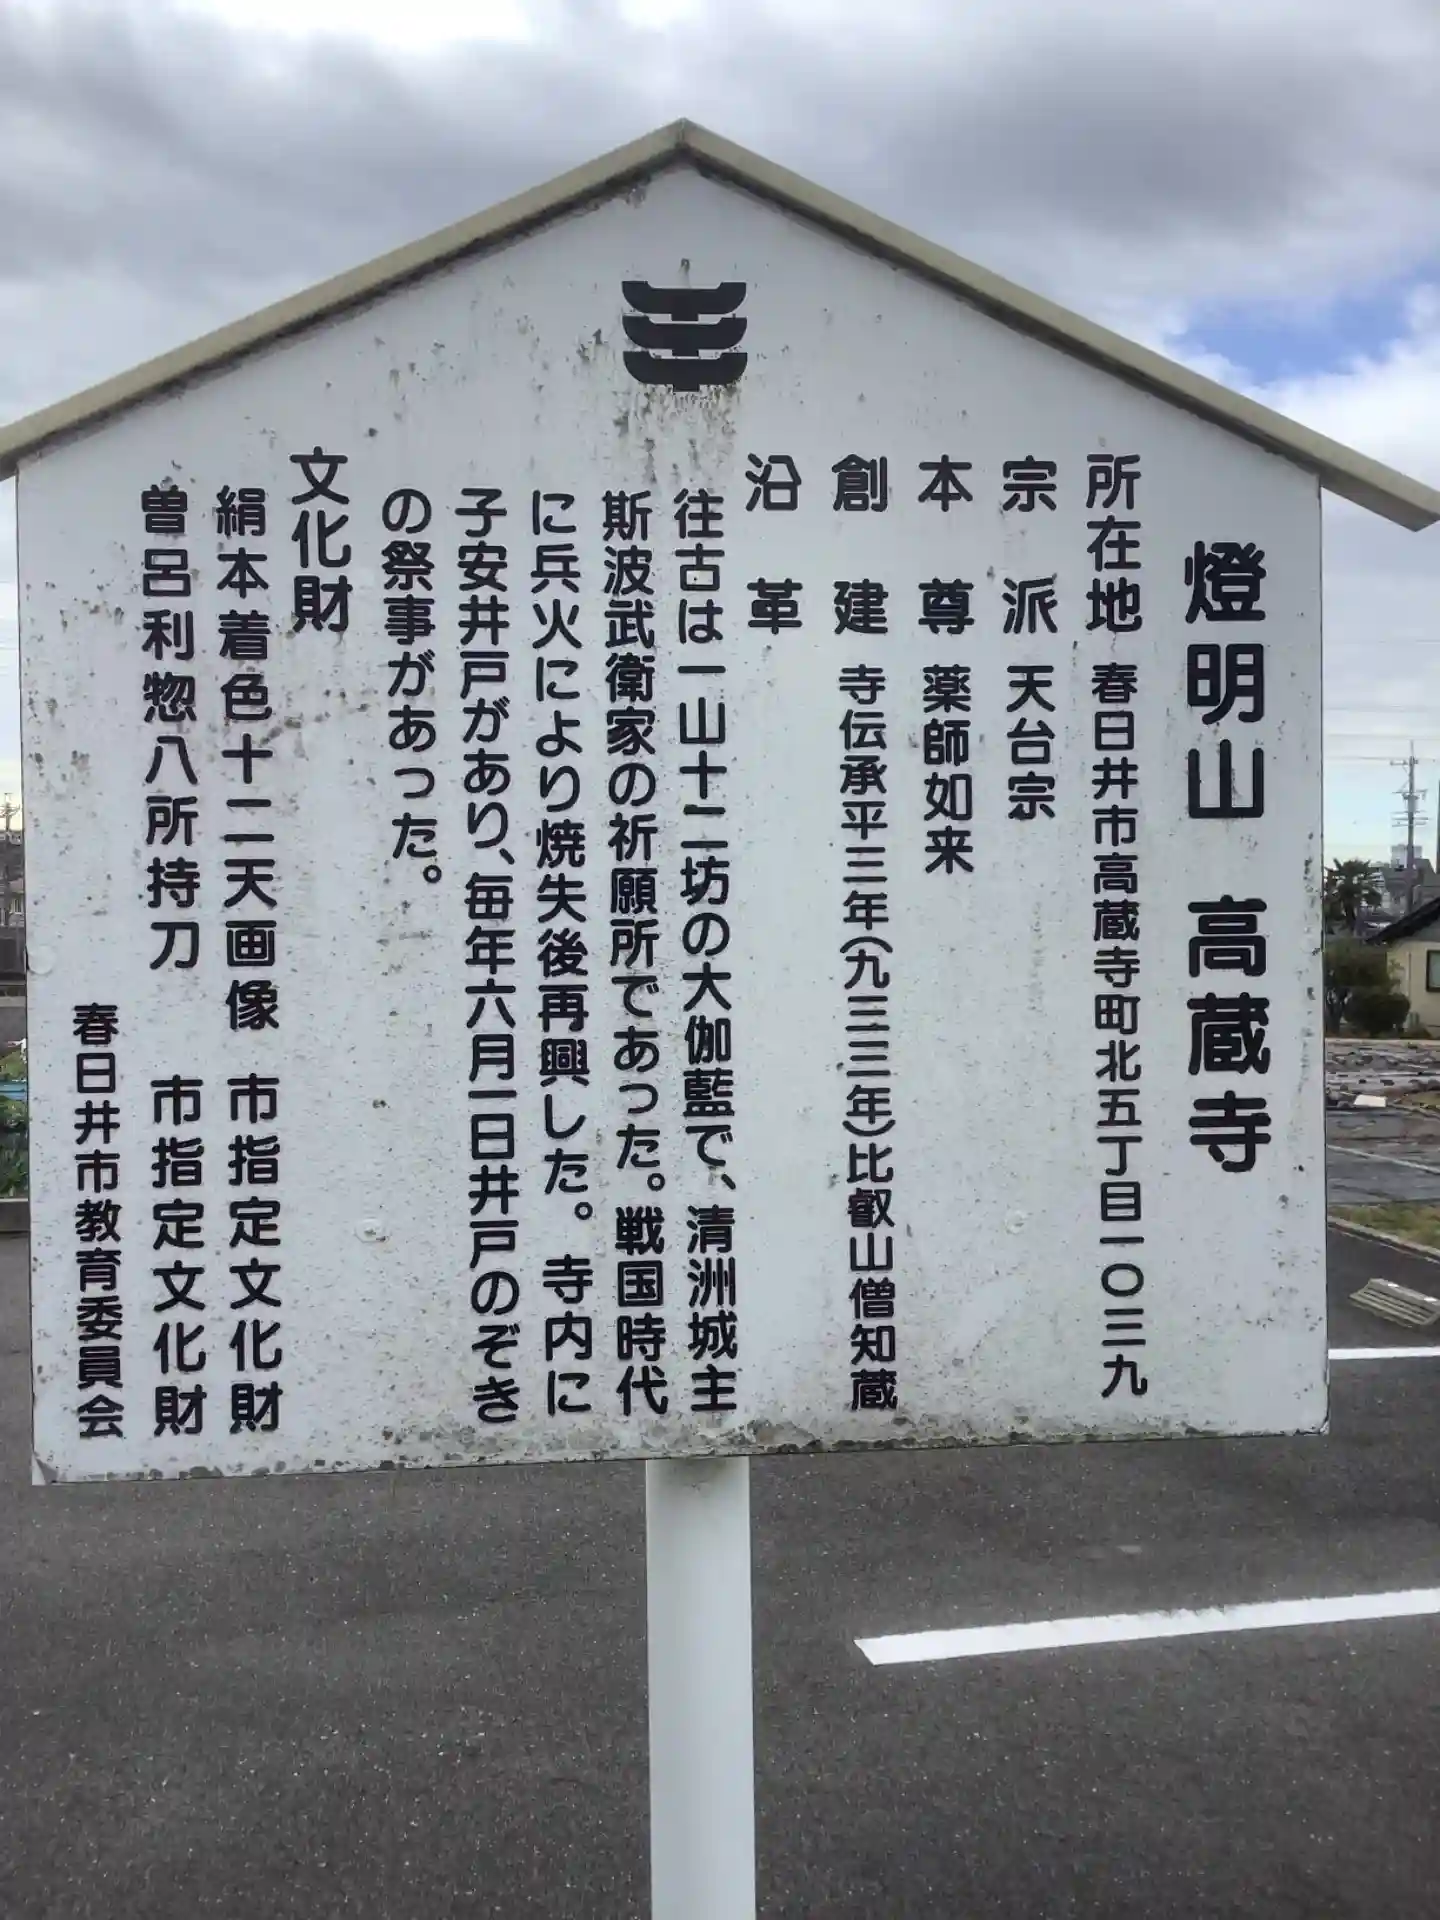 燈明山 高蔵寺
所在地 春日井市高蔵寺町北五丁目一〇三九
宗派 天台宗
本尊 薬師如来
創建 寺伝承平三年(九三三年)比叡山僧知蔵
沿革
往古は一山十二坊の大伽藍で、清洲城主
斯波武衛家の祈願所であった。戦国時代
に兵火により焼失後再興した。寺内に
子安井戸があり、毎年六月一日井戸のぞき
の祭事があった。
文化財
絹本着色十二天画像 市指定文化財
曽呂利惣八所持刀 市指定文化財
春日井市教育委員会